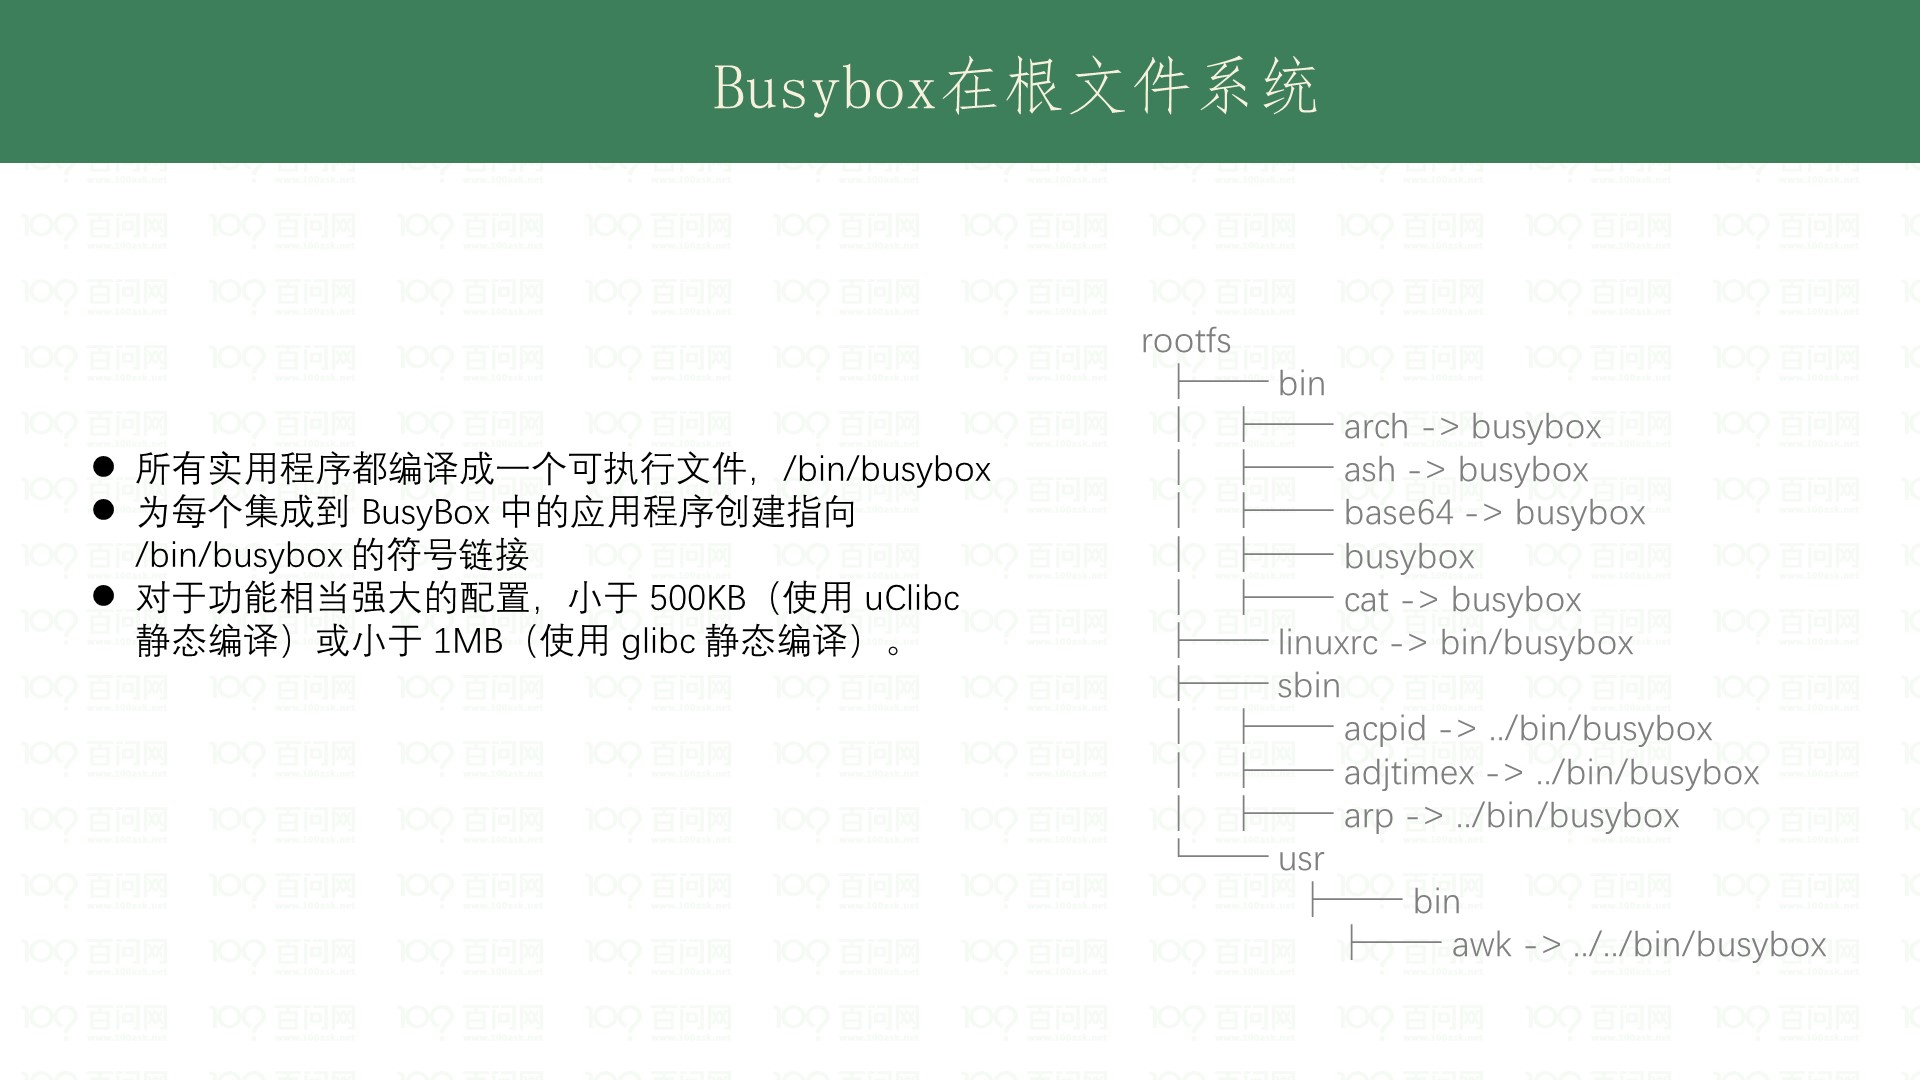 Busybox在根文件系统
● 所有实用程序都编译成一个可执行文件，/bin/busybox
● 为每个集成到 BusyBox 中的应用程序创建指向
/bin/busybox 的符号链接
● 对于功能相当强大的配置，小于 500KB（使用 uClibc
静态编译）或小于 1MB（使用 glibc 静态编译）。
rootfs
├── bin
│ ├── arch -> busybox
│ ├── ash -> busybox
│ ├── base64 -> busybox
│ ├── busybox
│ ├── cat -> busybox
├── linuxrc -> bin/busybox
├── sbin
│ ├── acpid -> ../bin/busybox
│ ├── adjtimex -> ../bin/busybox
│ ├── arp -> ../bin/busybox
└── usr
├── bin
├── awk -> ../../bin/busybox
百问网
www.100ask.net